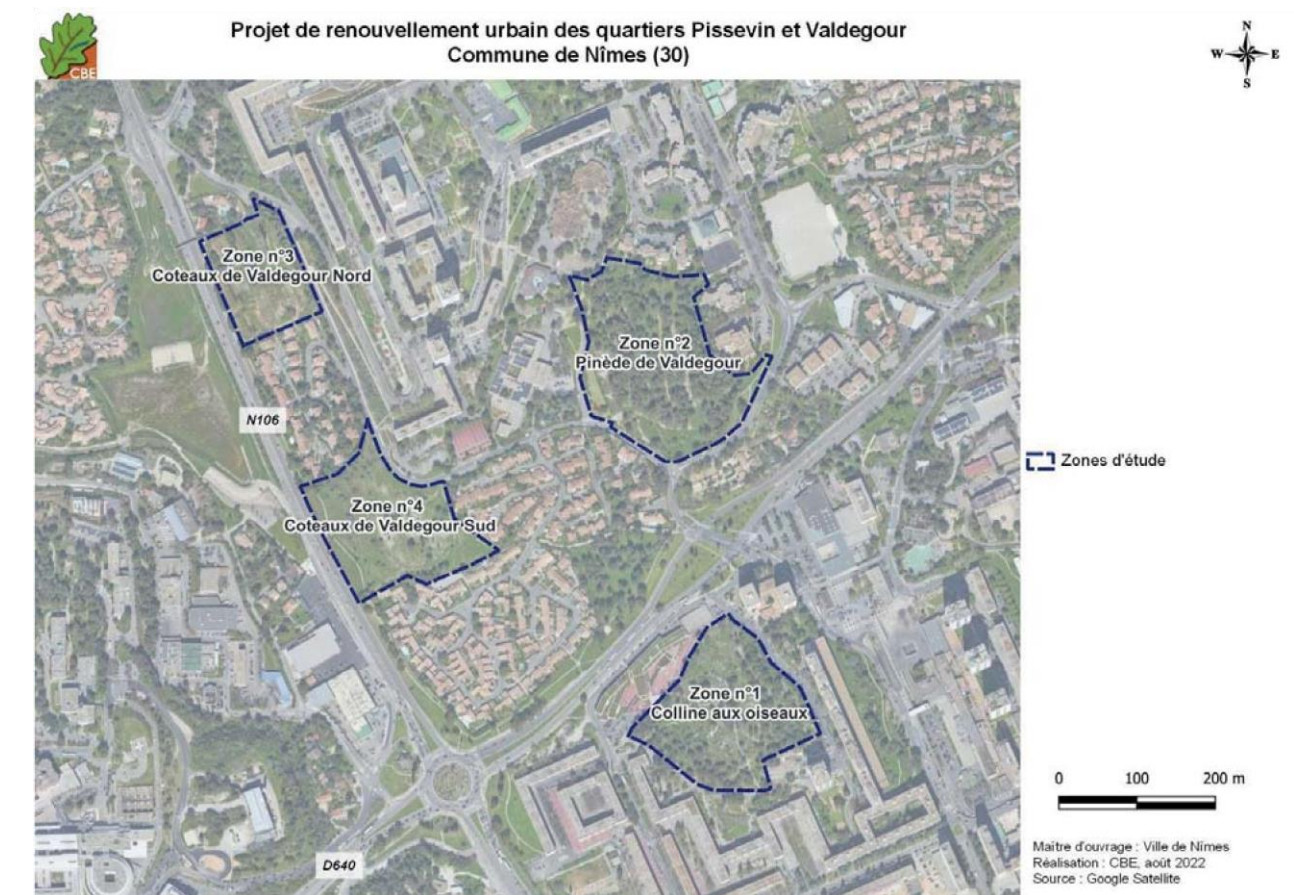 CBE
Projet de renouvellement urbain des quartiers Pissevin et Valdegour
Commune de Nîmes (30)
N
W E
S
Zone n°3
Coteaux de Valdegour Nord
Zone n°2
Pinède de Valdegour
N106
Zones d'étude
Zone n°4
Coteaux de Valdegour Sud
Zone n°1
Colline aux oiseaux
0 100 200 m
D640
Maître d'ouvrage : Ville de Nîmes
Réalisation : CBE, août 2022
Source : Google Satellite